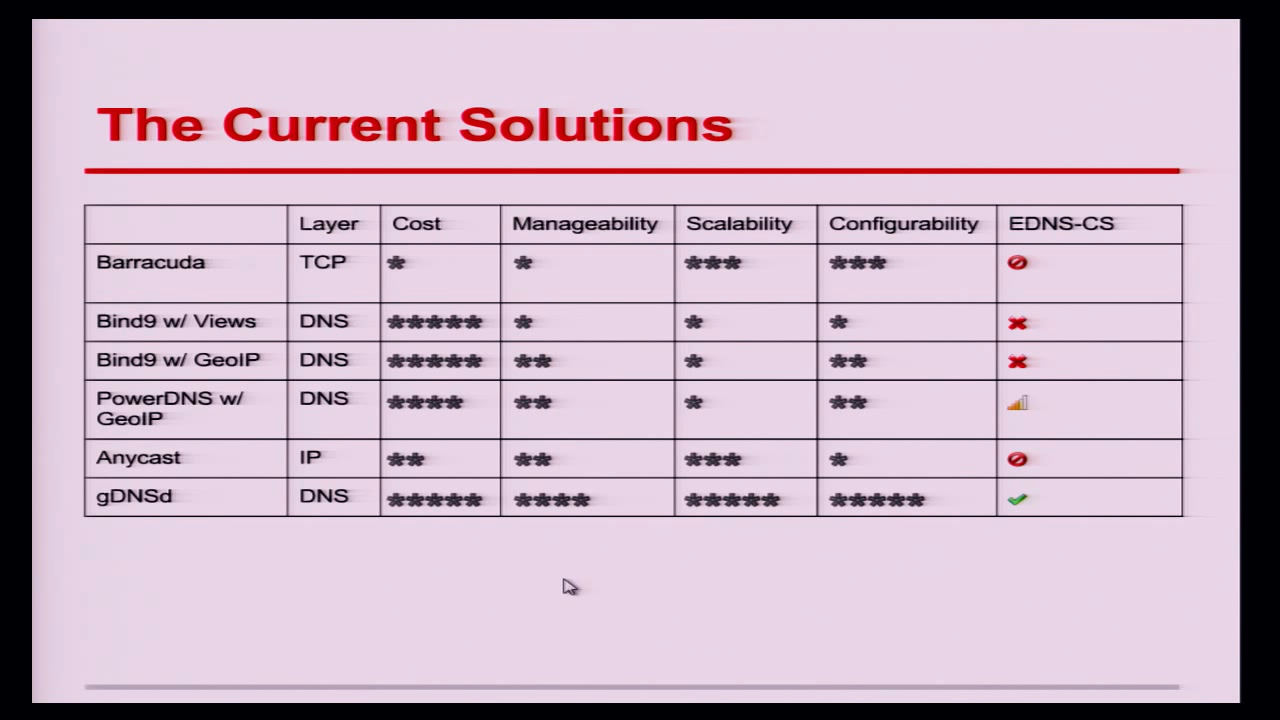 The Current Solutions
Layer Cost Manageability Scalability Configurability EDNS-CS
Barracuda TCP * * *** ***
Bind9 w/ Views DNS ***** * * *
Bind9 w/ GeoIP DNS ***** ** * **
PowerDNS w/ DNS **** ** * **
GeoIP
Anycast IP ** ** *** *
gDNSd DNS ***** **** ***** *****